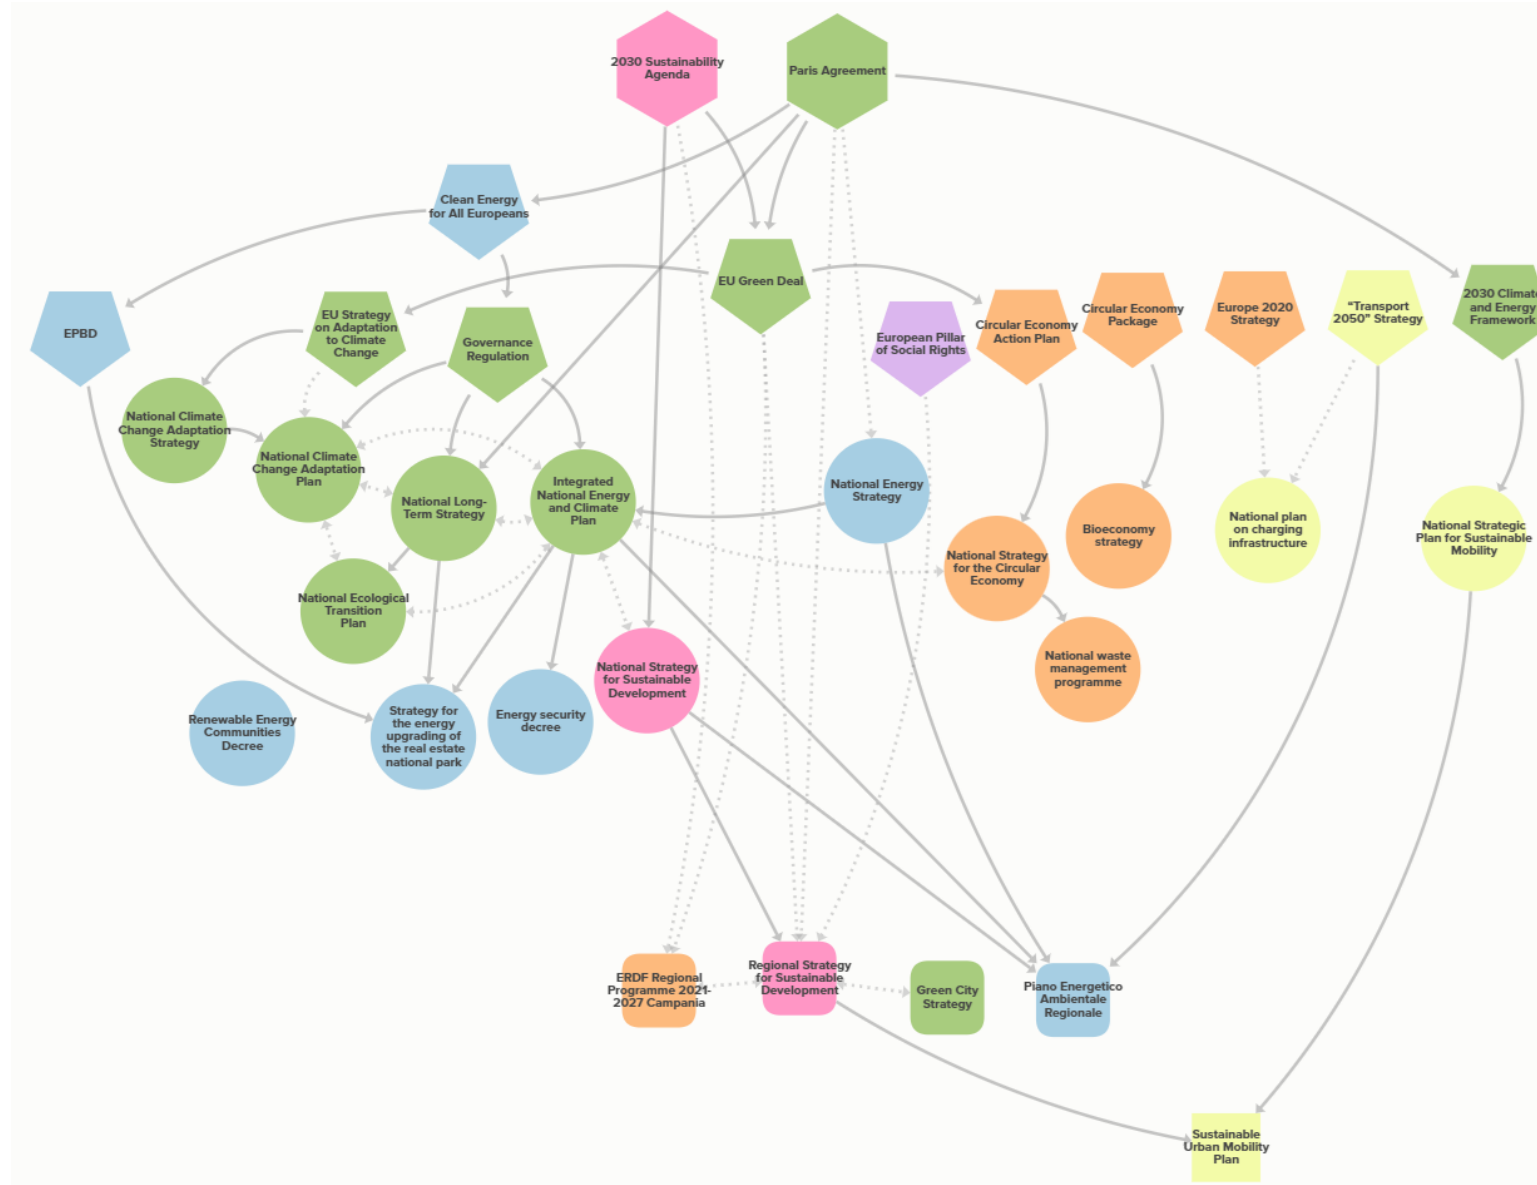 2030 Sustainability
Agenda
Paris Agreement
Clean Energy
for All Europeans
EU Green Deal
EPBD
EU Strategy
on Adaptation
to Climate
Change
Governance
Regulation
European Pillar
of Social Rights
Circular Economy
Action Plan
Circular Economy
Package
Europe 2020
Strategy
“Transport
2050” Strategy
2030 Climate
and Energy
Framework
National Climate
Change Adaptation
Strategy
National Climate
Change Adaptation
Plan
National Long-
Term Strategy
Integrated
National Energy
and Climate
Plan
National Energy
Strategy
National Strategy
for the Circular
Economy
Bioeconomy
strategy
National plan
on charging
infrastructure
National Strategic
Plan for Sustainable
Mobility
National Ecological
Transition
Plan
National waste
management
programme
Renewable Energy
Communities
Decree
Strategy for
the energy
upgrading of
the real estate
national park
Energy security
decree
National Strategy
for Sustainable
Development
ERDF Regional
Programme 2021-
2027 Campania
Regional Strategy
for Sustainable
Development
Green City
Strategy
Piano Energetico
Ambientale
Regionale
Sustainable
Urban Mobility
Plan